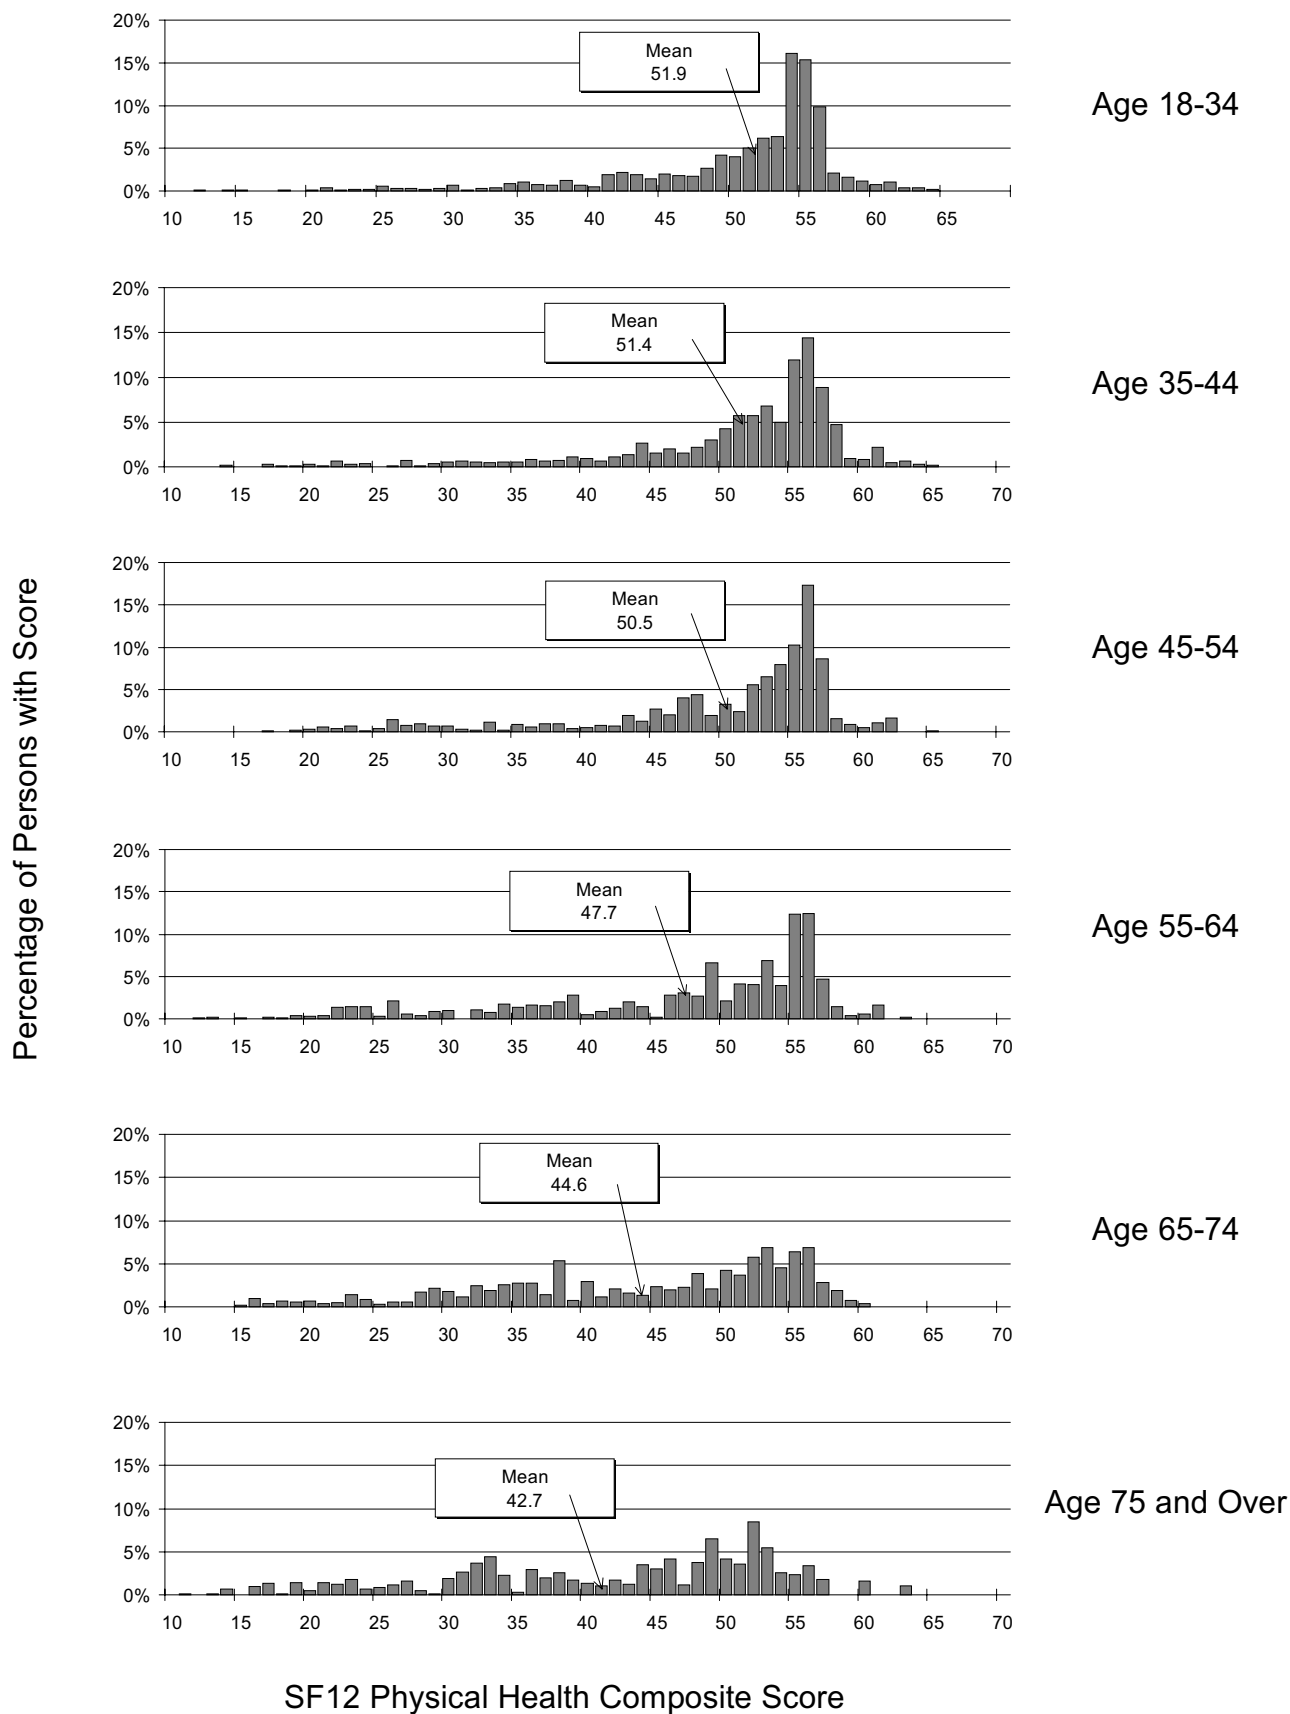 20%
Mean
51.9
15%
10%
5%
0%
Age 18-34
10 15 20 25 30 35 40 45 50 55 60 65
20%
Mean
51.4
15%
10%
5%
0%
Age 35-44
10 15 20 25 30 35 40 45 50 55 60 65 70
20%
Mean
50.5
15%
10%
5%
0%
Age 45-54
10 15 20 25 30 35 40 45 50 55 60 65 70
Percentage of Persons with Score
20%
Mean
47.7
15%
10%
5%
0%
Age 55-64
10 15 20 25 30 35 40 45 50 55 60 65 70
20%
Mean
44.6
15%
10%
5%
0%
Age 65-74
10 15 20 25 30 35 40 45 50 55 60 65 70
20%
Mean
42.7
15%
10%
5%
0%
Age 75 and Over
10 15 20 25 30 35 40 45 50 55 60 65 70
SF12 Physical Health Composite Score